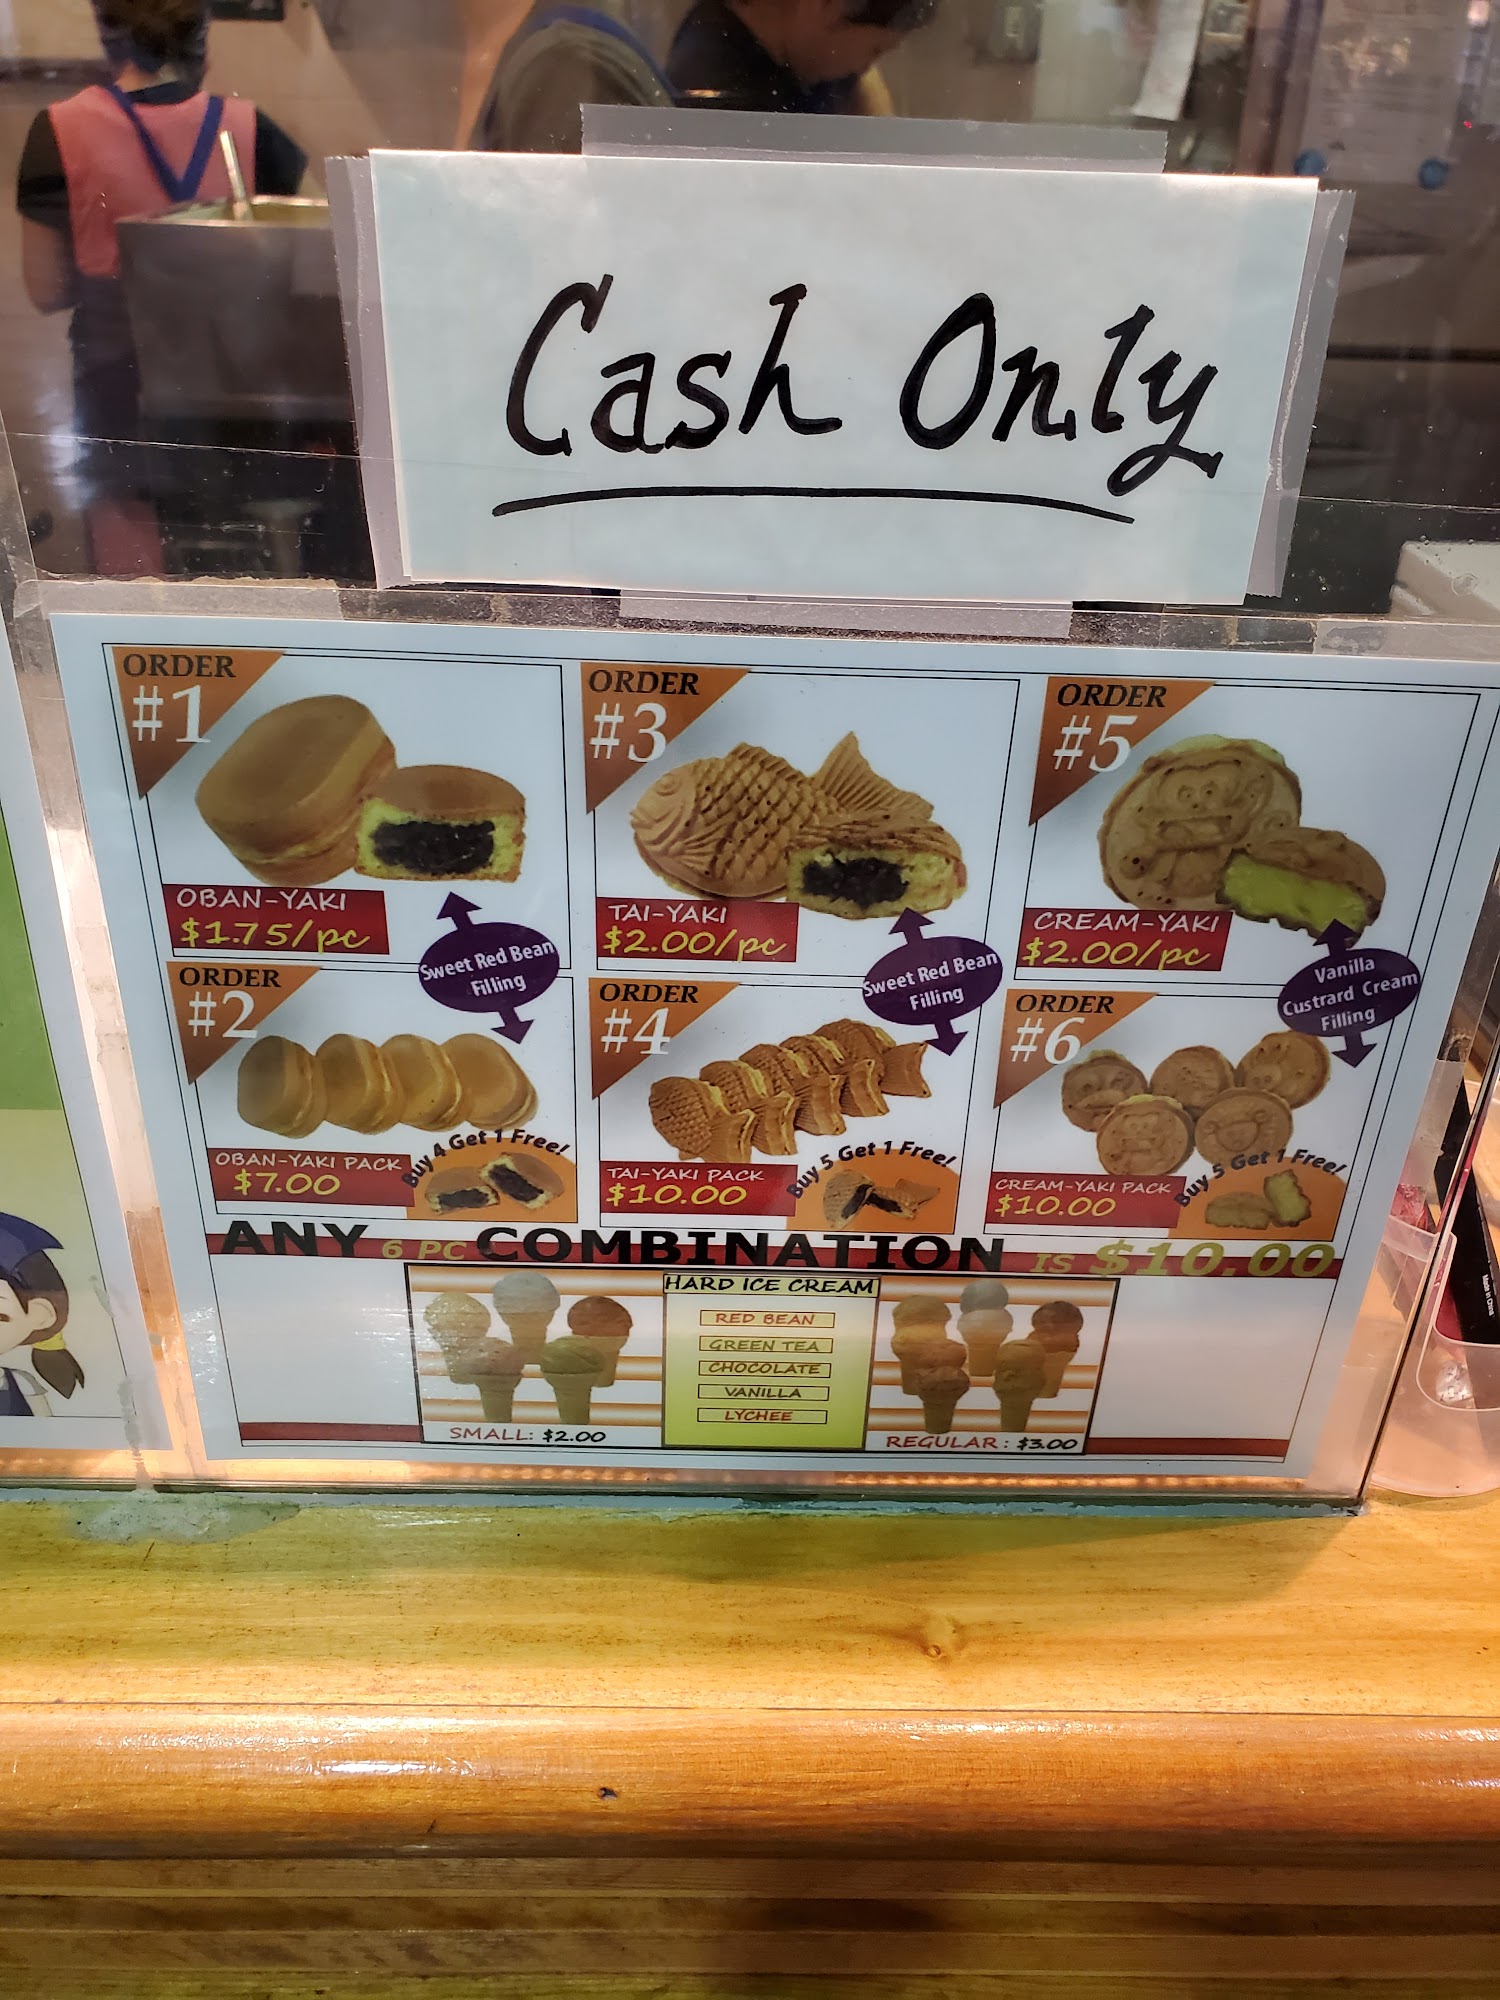 Cash Only
ORDER
#1
OBAN-YAKI
$1.75/pc
Sweet Red Bean
Filling
ORDER
#3
TAI-YAKI
$2.00/pc
Sweet Red Bean
Filling
ORDER
#5
CREAM-YAKI
$2.00/pc
Vanilla
Custrard Cream
Filling
ORDER
#2
OBAN-YAKI PACK
$7.00
Buy 4 Get 1 Free!
ORDER
#4
TAI-YAKI PACK
$10.00
Buy 5 Get 1 Free!
ORDER
#6
CREAM-YAKI PACK
$10.00
Buy 5 Get 1 Free!
ANY 6 PC COMBINATION IS $10.00
HARD ICE CREAM
RED BEAN
GREEN TEA
CHOCOLATE
VANILLA
LYCHEE
SMALL: $2.00
REGULAR: $3.00
Made in China